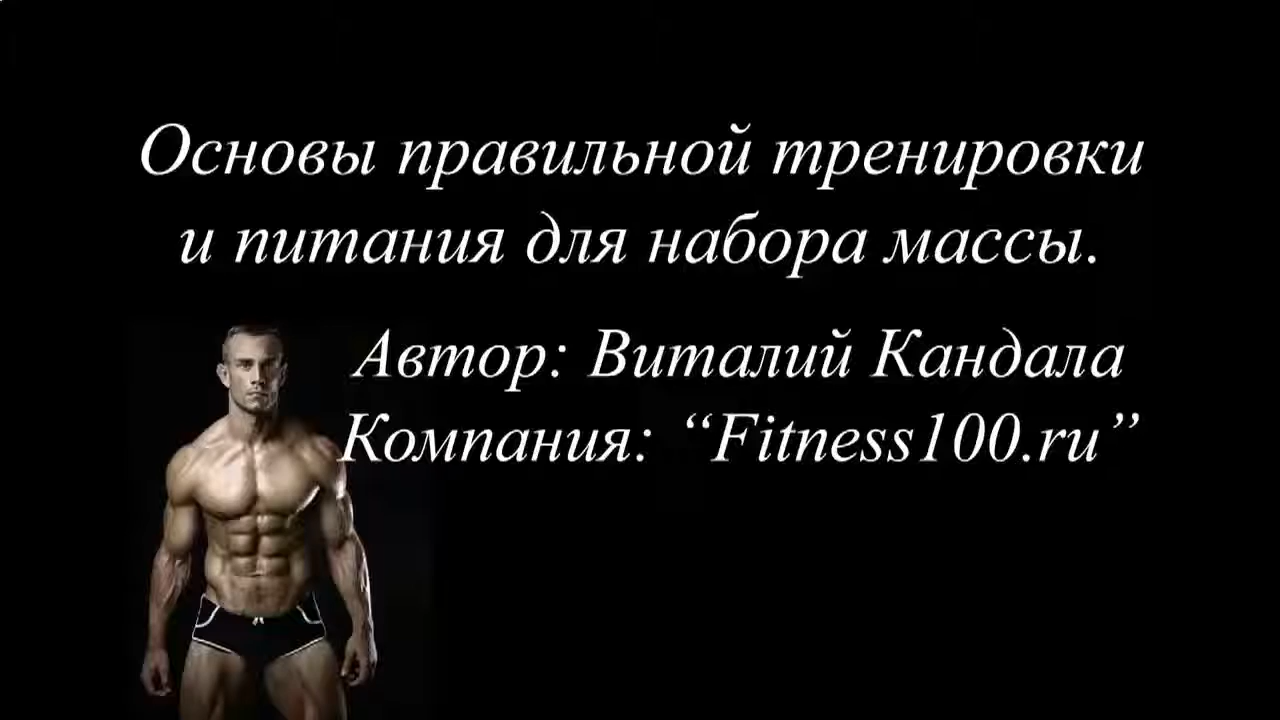 Основы правильной тренировки
и питания для набора массы.
Автор: Виталий Кандала
Компания: “Fitness100.ru”